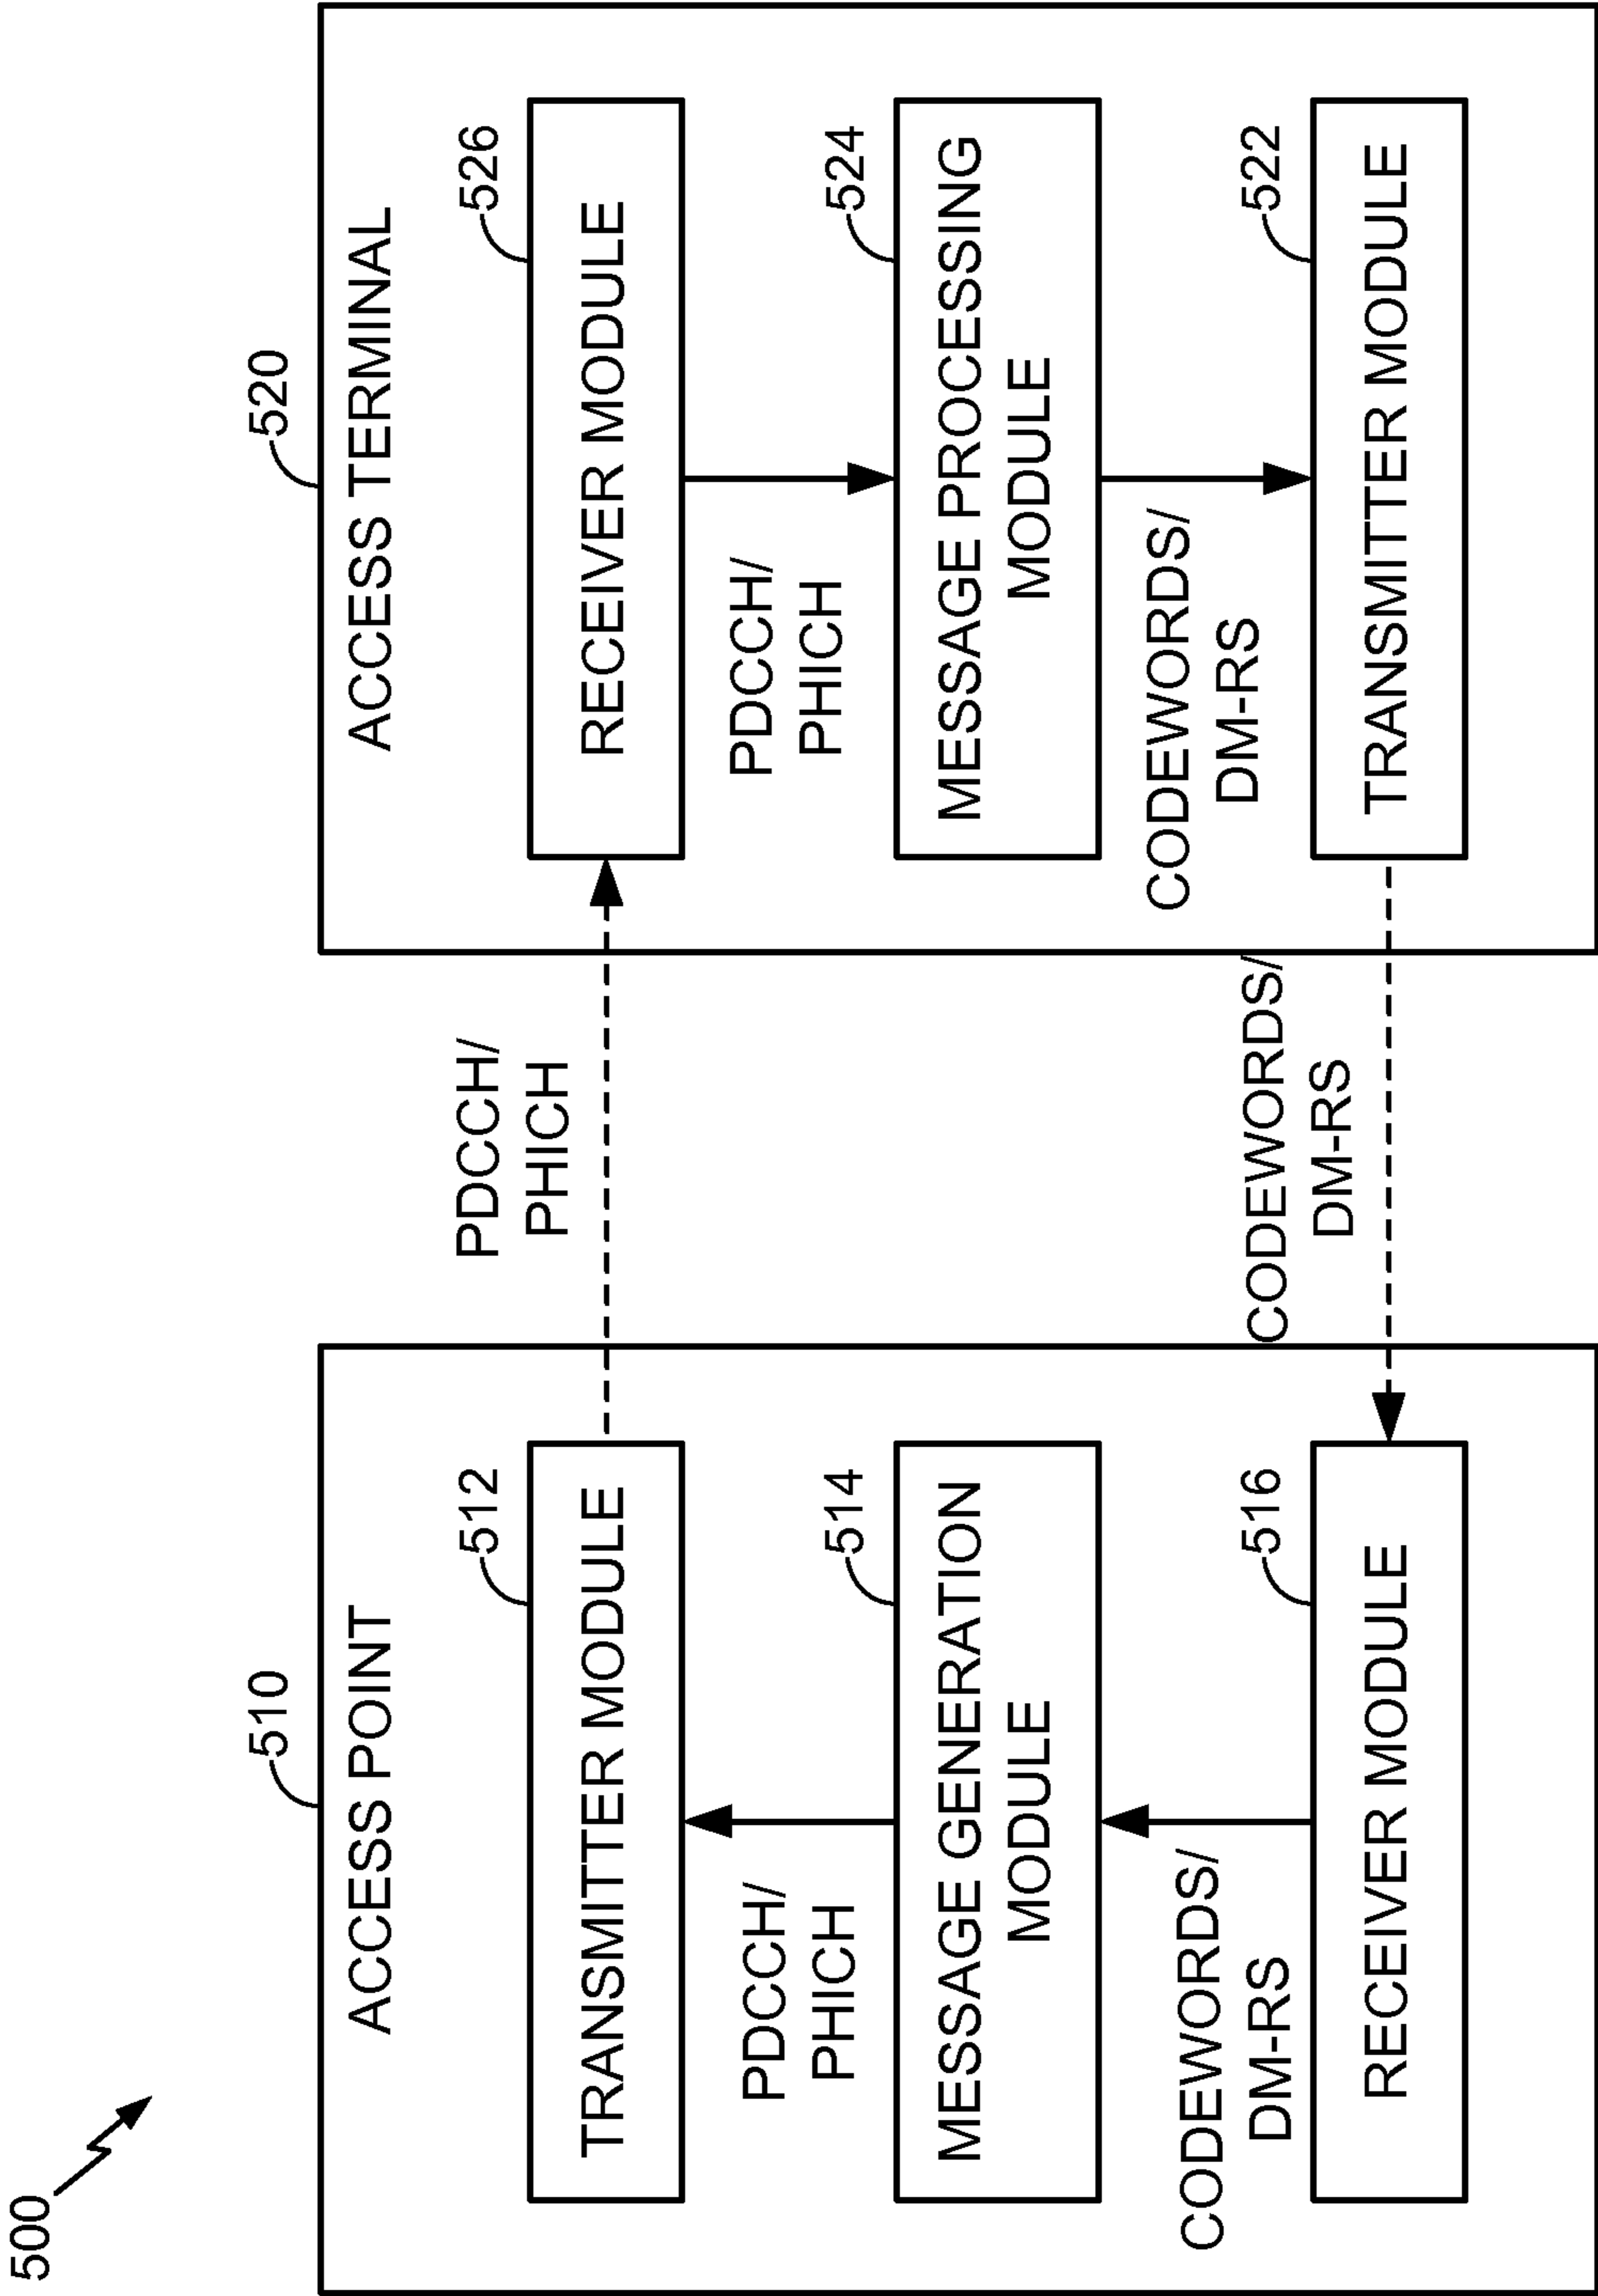 500
510
ACCESS POINT
512
TRANSMITTER MODULE
PDCCH/
PHICH
514
MESSAGE GENERATION
MODULE
CODEWORDS/
DM-RS
516
RECEIVER MODULE
PDCCH/
PHICH
CODEWORDS/
DM-RS
520
ACCESS TERMINAL
526
RECEIVER MODULE
PDCCH/
PHICH
524
MESSAGE PROCESSING
MODULE
CODEWORDS/
DM-RS
522
TRANSMITTER MODULE